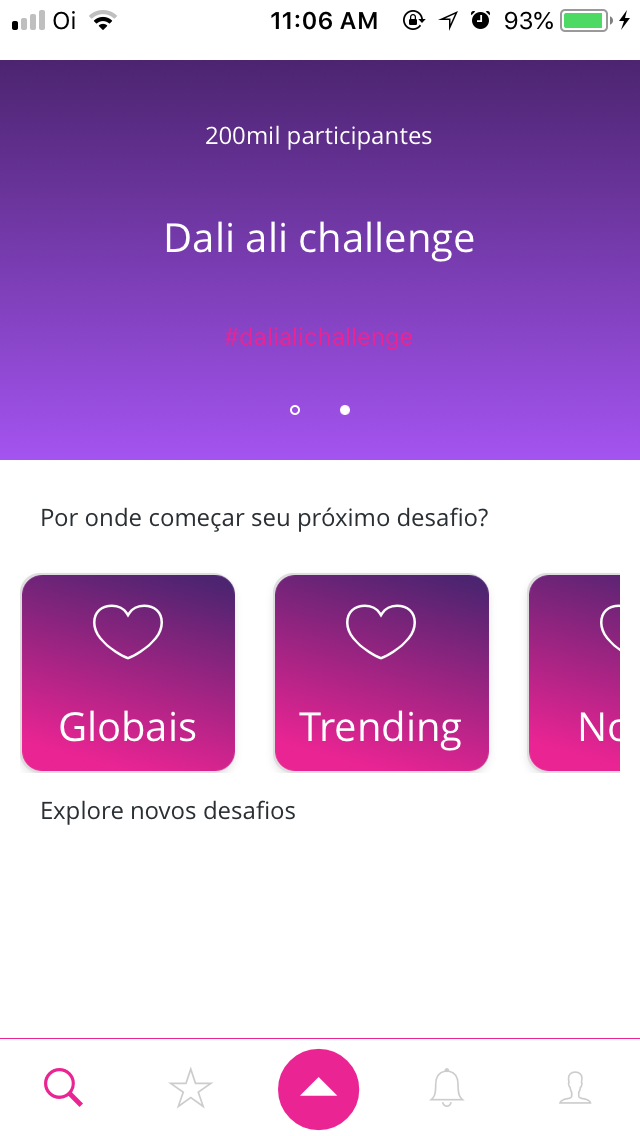 Oi 11:06 AM 93%
200mil participantes
Dali ali challenge
#dalialichallenge
Por onde começar seu próximo desafio?
Globais Trending No
Explore novos desafios